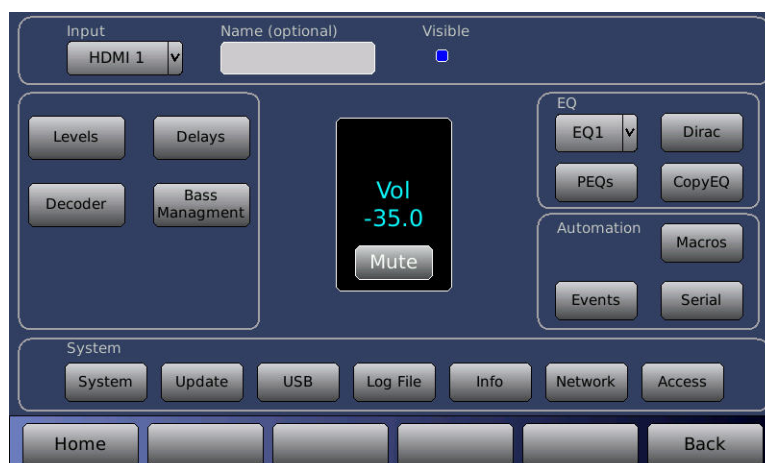 Input
Name (optional)
Visible
HDMI 1
Levels
Delays
Decoder
Bass
Managment
Vol
-35.0
Mute
EQ
EQ1
Dirac
PEQs
CopyEQ
Automation
Macros
Events
Serial
System
System
Update
USB
Log File
Info
Network
Access
Home
Back